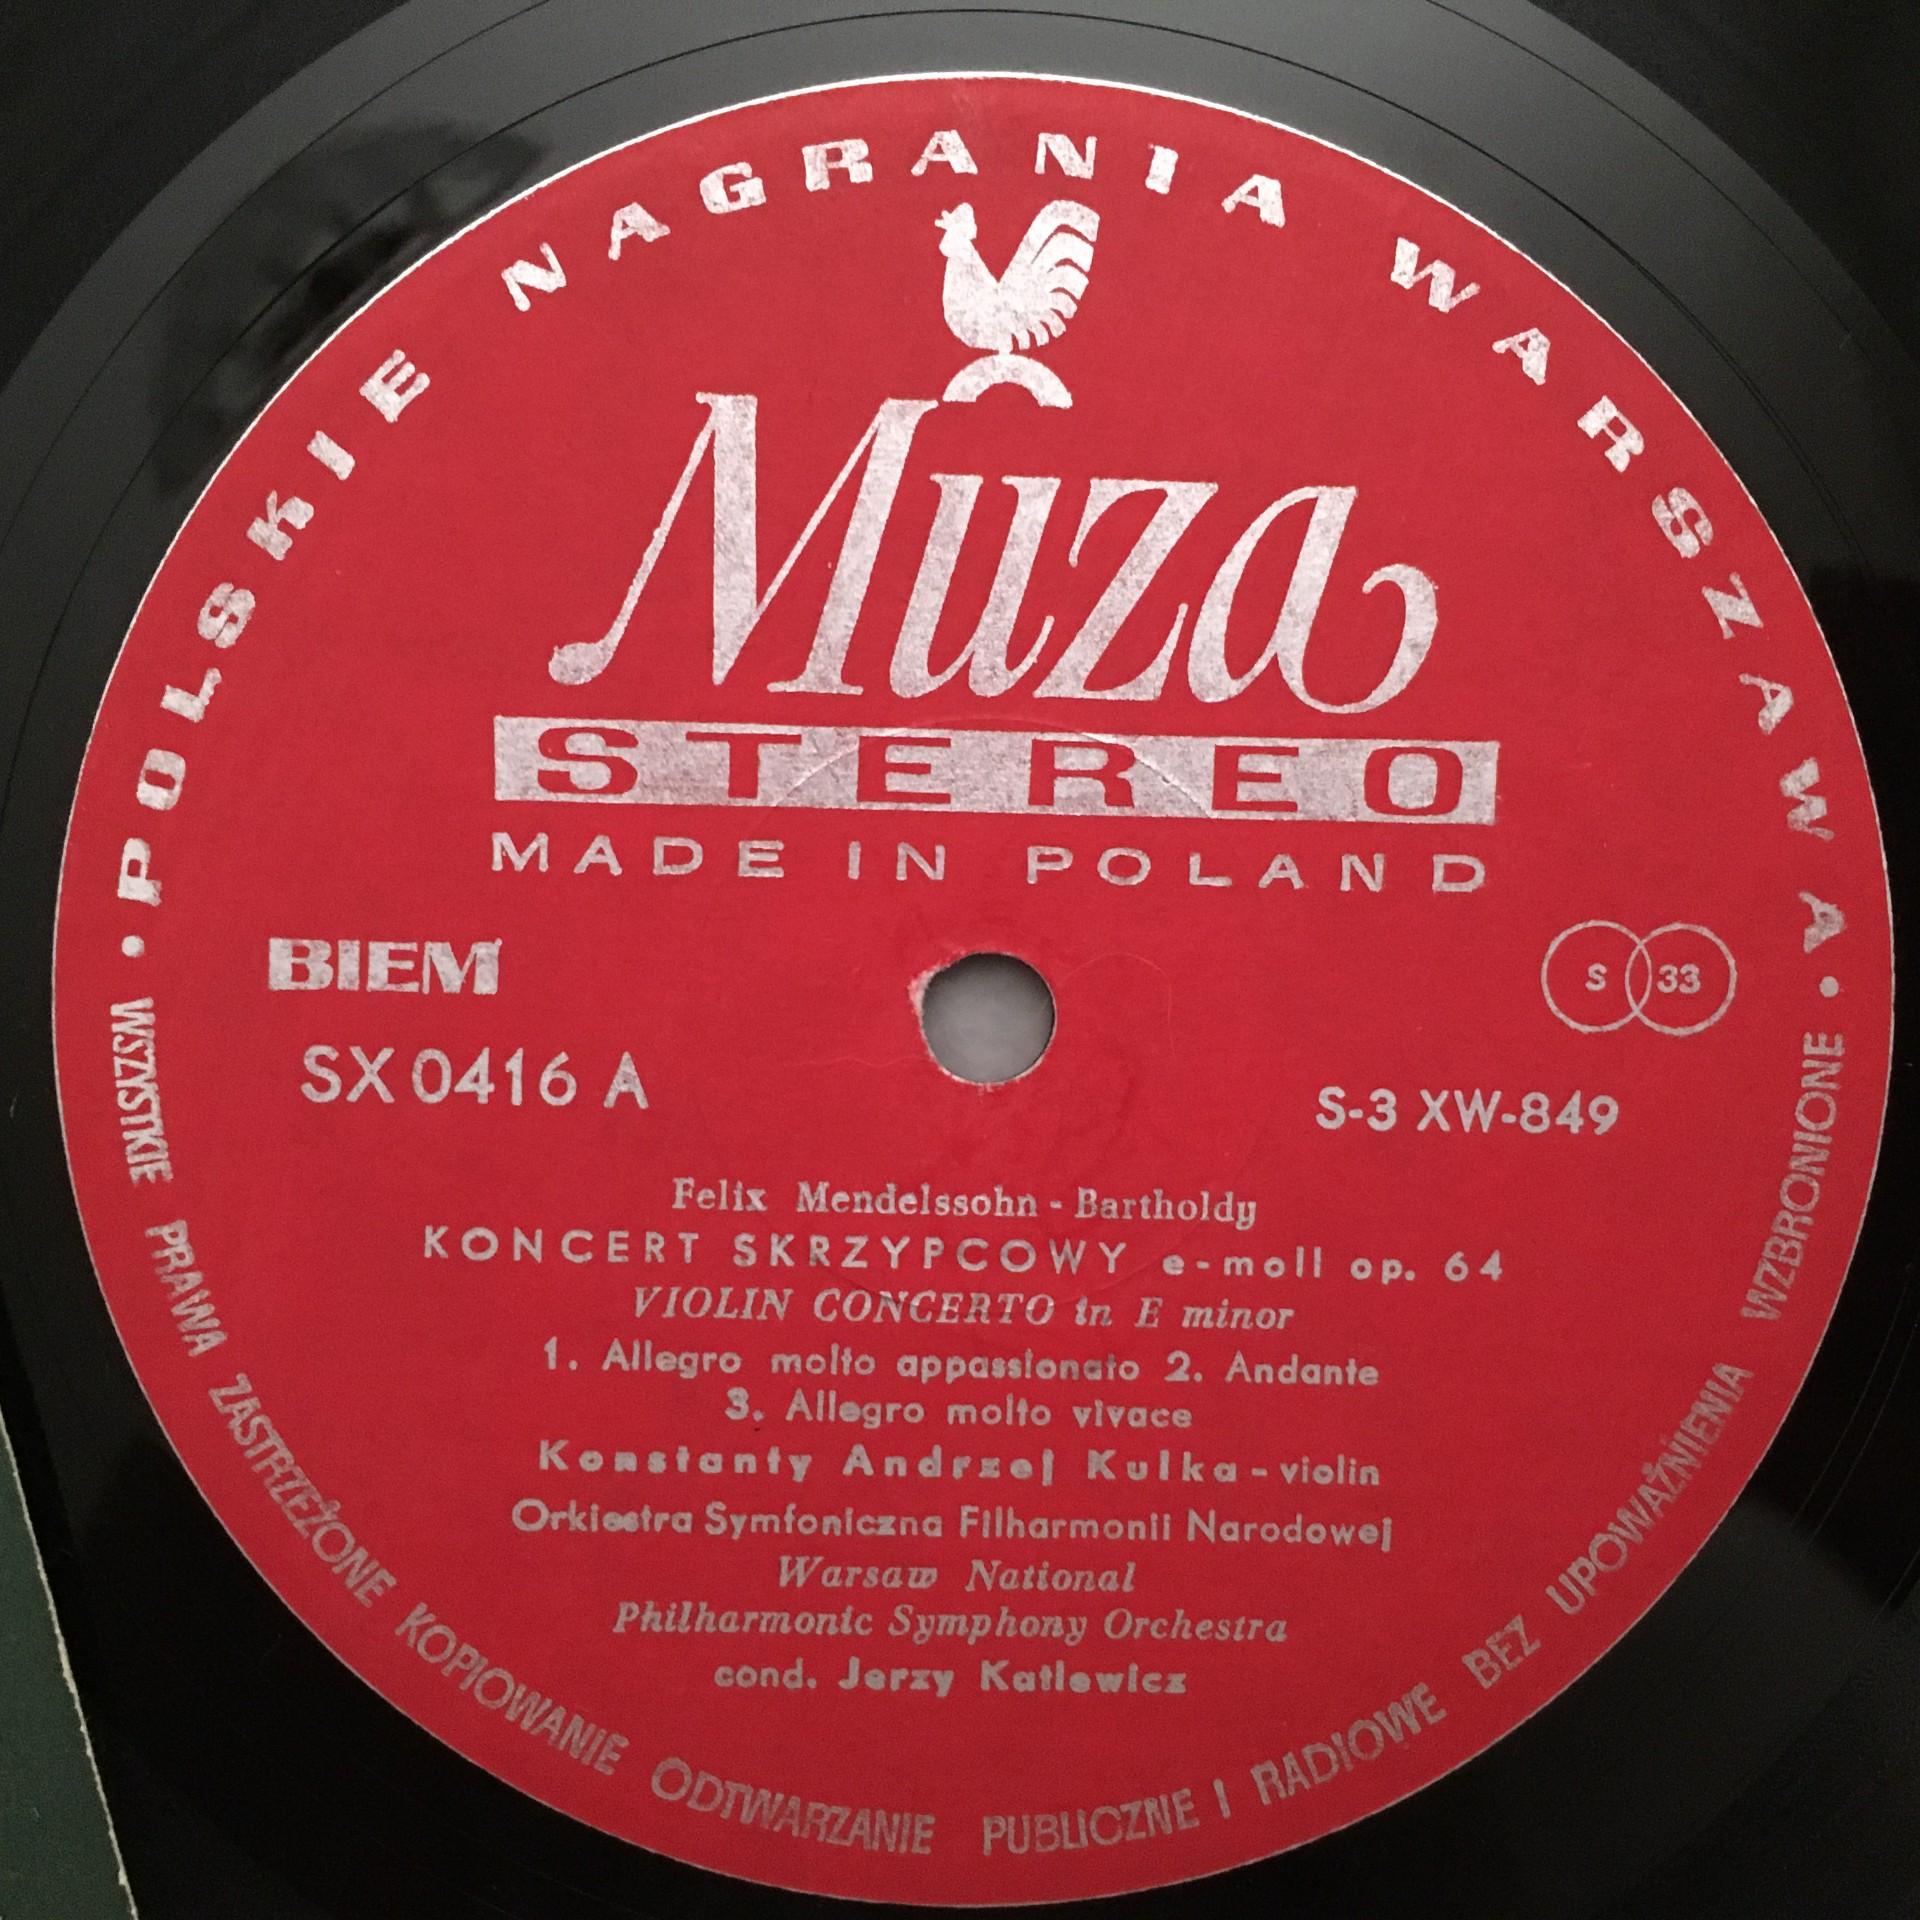 POLSKIE NAGRANIA WARSZAWA
Muza
STEREO
MADE IN POLAND
BIEM
S 33
SX 0416 A
S-3 XW-849
Felix Mendelssohn - Bartholdy
KONCERT SKRZYPCOWY e-moll op. 64
VIOLIN CONCERTO in E minor
1. Allegro molto appassionato 2. Andante
3. Allegro molto vivace
Konstanty Andrzej Kulka - violin
Orkiestra Symfoniczna Filharmonii Narodowej
Warsaw National
Philharmonic Symphony Orchestra
cond. Jerzy Katlewicz
• WSZYSTKIE PRAWA ZASTRZEŻONE KOPIOWANIE ODTWARZANIE PUBLICZNE I RADIOWE BEZ UPOWAŻNIENIA WZBRONIONE •